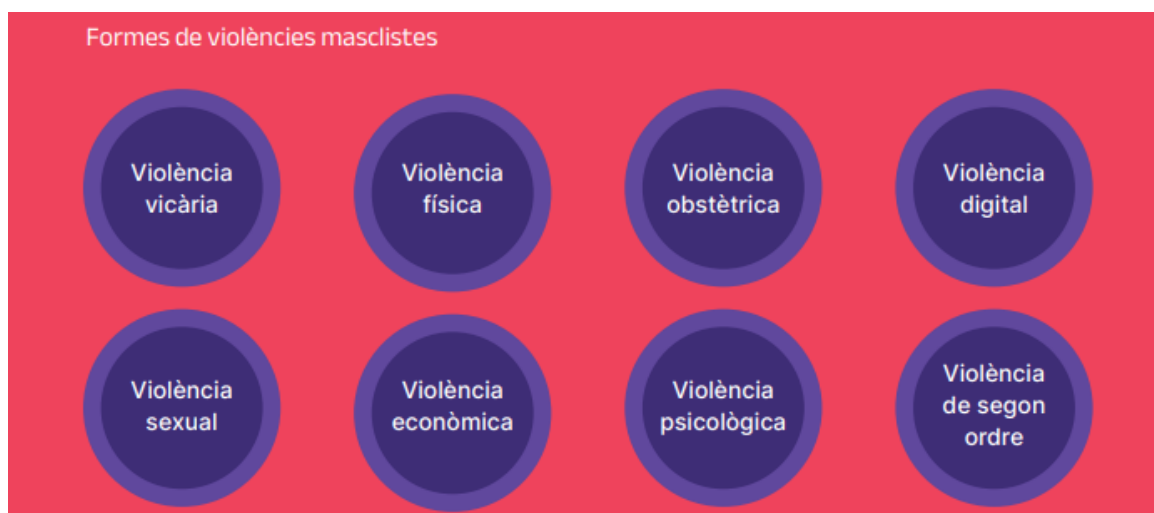 Formes de violències masclistes
Violència
vicària
Violència
física
Violència
obstètrica
Violència
digital
Violència
sexual
Violència
econòmica
Violència
psicològica
Violència
de segon
ordre